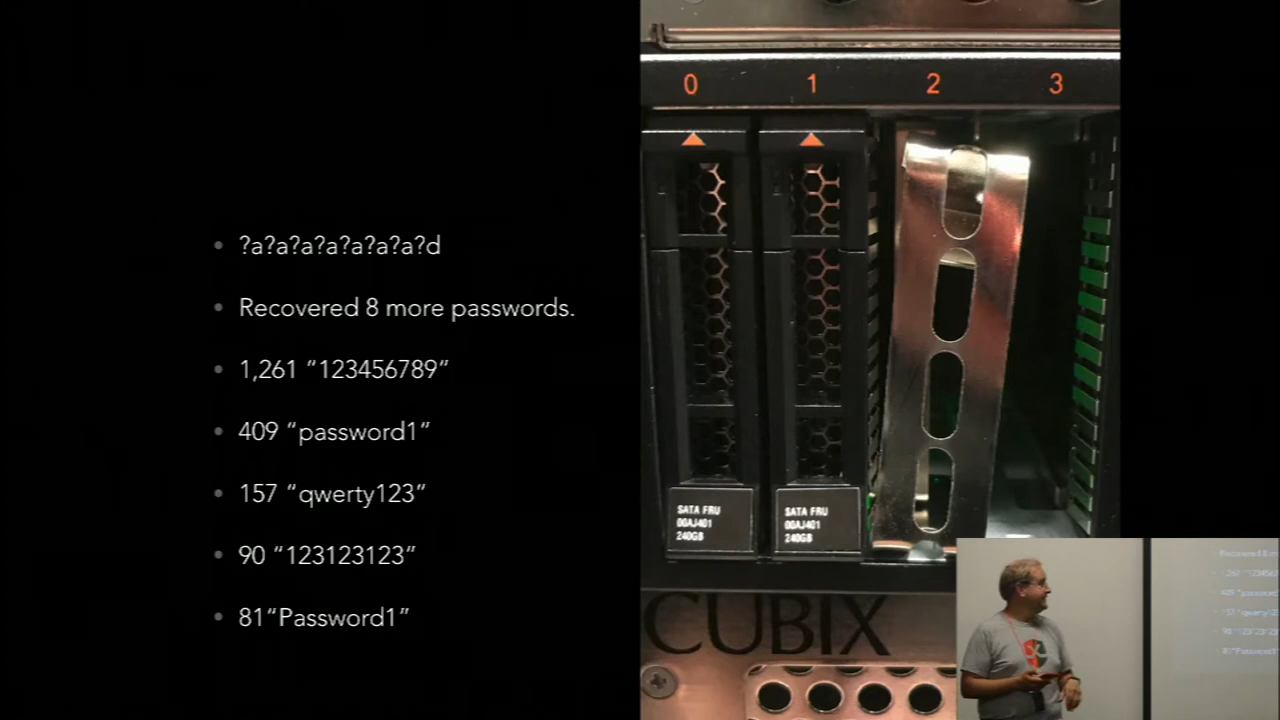 ?a?a?a?a?a?a?a?d
Recovered 8 more passwords.
1,261 “123456789”
409 “password1”
157 “qwerty123”
90 “123123123”
81“Password1”
0 1 2 3
SATA FRU
00AJ401
240GB
SATA FRU
00AJ401
240GB
CUBIX